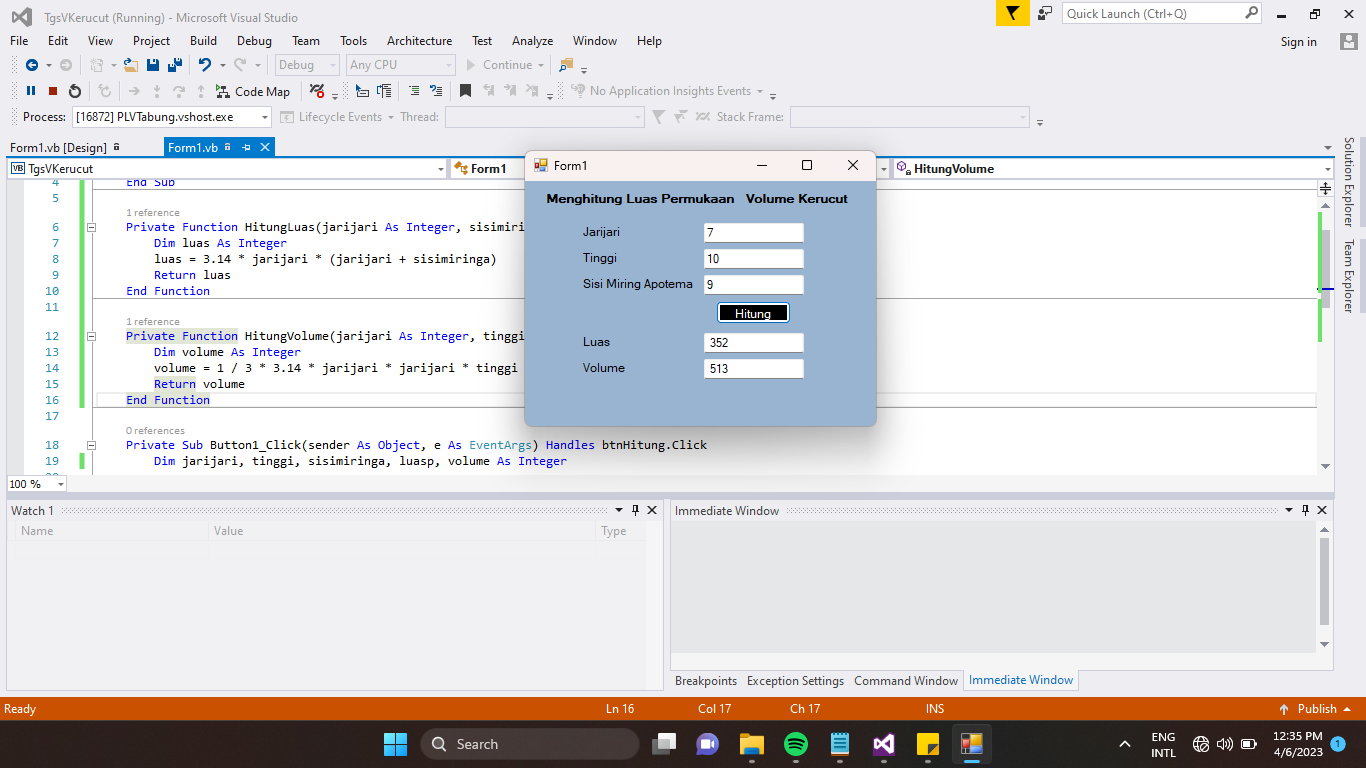 TgsVKerucut (Running) - Microsoft Visual Studio
Quick Launch (Ctrl+Q)
File Edit View Project Build Debug Team Tools Architecture Test Analyze Window Help
Sign in
Debug Any CPU Continue
Code Map No Application Insights Events
Process: [16872] PLVTabung.vshost.exe Lifecycle Events Thread: Stack Frame:
Form1.vb [Design] Form1.vb
VB TgsVKerucut Form1 HitungVolume
4 End Sub
5
1 reference
6 Private Function HitungLuas(jarijari As Integer, sisimiri
7 Dim luas As Integer
8 luas = 3.14 * jarijari * (jarijari + sisimiringa)
9 Return luas
10 End Function
11
1 reference
12 Private Function HitungVolume(jarijari As Integer, tinggi
13 Dim volume As Integer
14 volume = 1 / 3 * 3.14 * jarijari * jarijari * tinggi
15 Return volume
16 End Function
17
0 references
18 Private Sub Button1_Click(sender As Object, e As EventArgs) Handles btnHitung.Click
19 Dim jarijari, tinggi, sisimiringa, luasp, volume As Integer
100 %
Form1
Menghitung Luas Permukaan Volume Kerucut
Jarijari 7
Tinggi 10
Sisi Miring Apotema 9
Hitung
Luas 352
Volume 513
Solution Explorer
Team Explorer
Watch 1
Name Value Type
Immediate Window
Breakpoints Exception Settings Command Window Immediate Window
Ready Ln 16 Col 17 Ch 17 INS Publish
Search
ENG
INTL
12:35 PM
4/6/2023
1